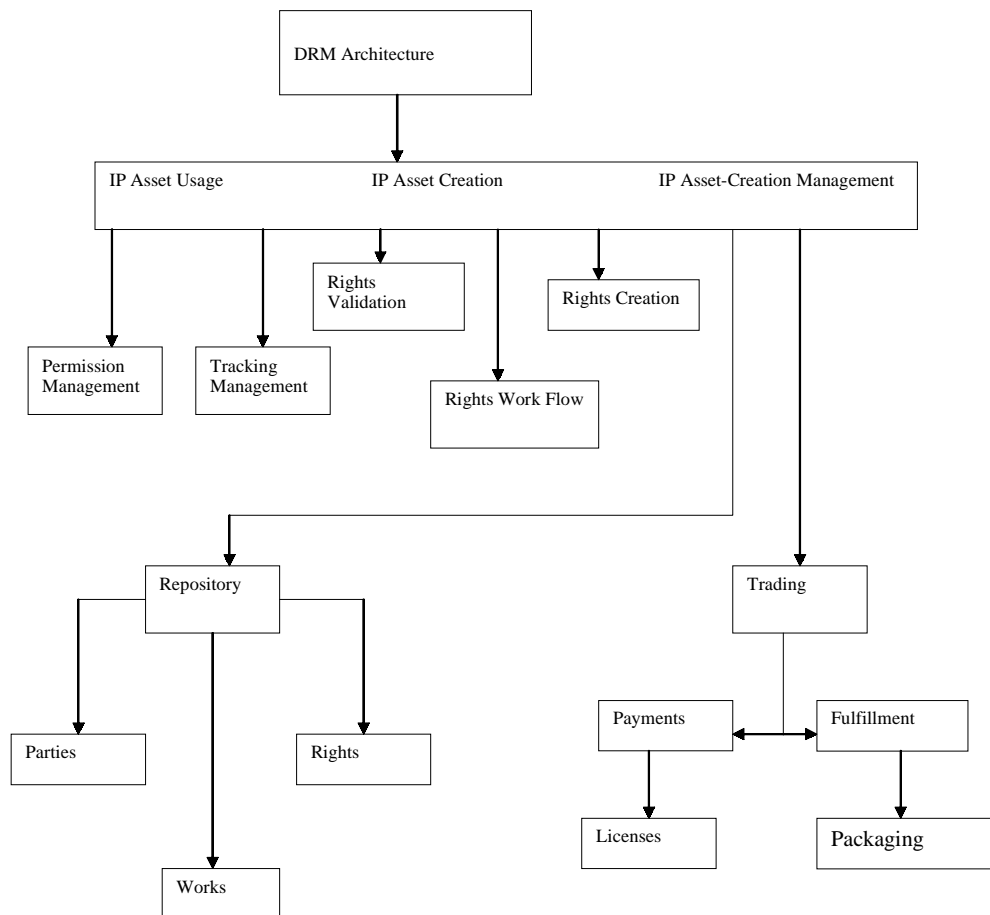 DRM Architecture
IP Asset Usage
IP Asset Creation
IP Asset-Creation Management
Rights
Validation
Rights Creation
Permission
Management
Tracking
Management
Rights Work Flow
Repository
Trading
Payments
Fulfillment
Parties
Rights
Licenses
Packaging
Works